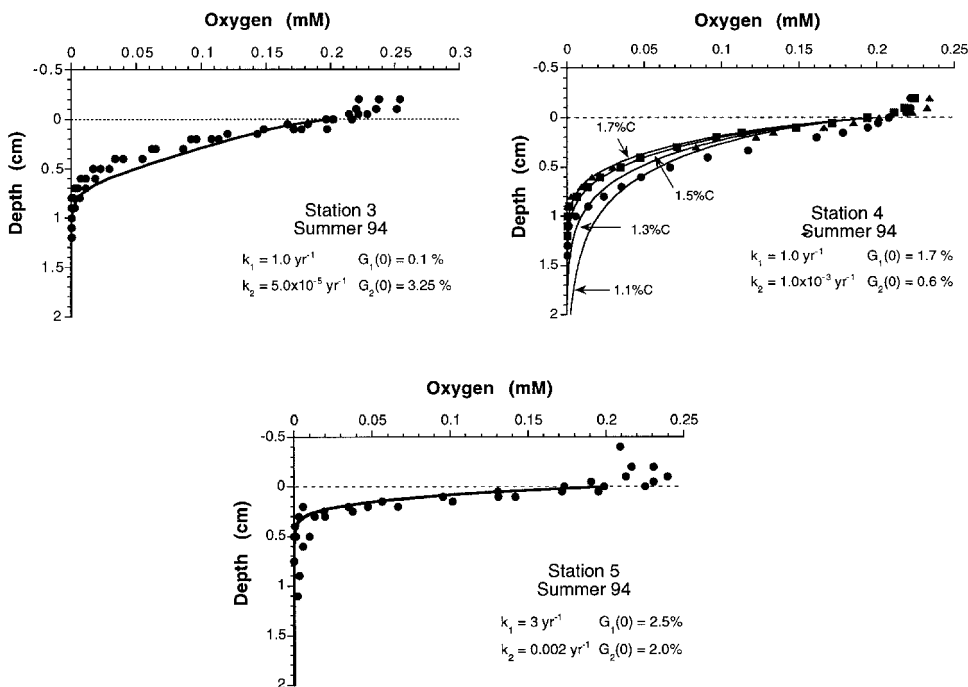 Oxygen (mM)
0 0.05 0.1 0.15 0.2 0.25 0.3
-0.5
0
0.5
1
1.5
2
Depth (cm)
Station 3
Summer 94
k1 = 1.0 yr-1 G1(0) = 0.1 %
k2 = 5.0x10-5 yr-1 G2(0) = 3.25 %
Oxygen (mM)
0 0.05 0.1 0.15 0.2 0.25
-0.5
0
0.5
1
1.5
2
Depth (cm)
1.7%C
1.5%C
1.3%C
1.1%C
Station 4
Summer 94
k1 = 1.0 yr-1 G1(0) = 1.7 %
k2 = 1.0x10-3 yr-1 G2(0) = 0.6 %
Oxygen (mM)
0 0.05 0.1 0.15 0.2 0.25
-0.5
0
0.5
1
1.5
2
Depth (cm)
Station 5
Summer 94
k1 = 3 yr-1 G1(0) = 2.5%
k2 = 0.002 yr-1 G2(0) = 2.0%